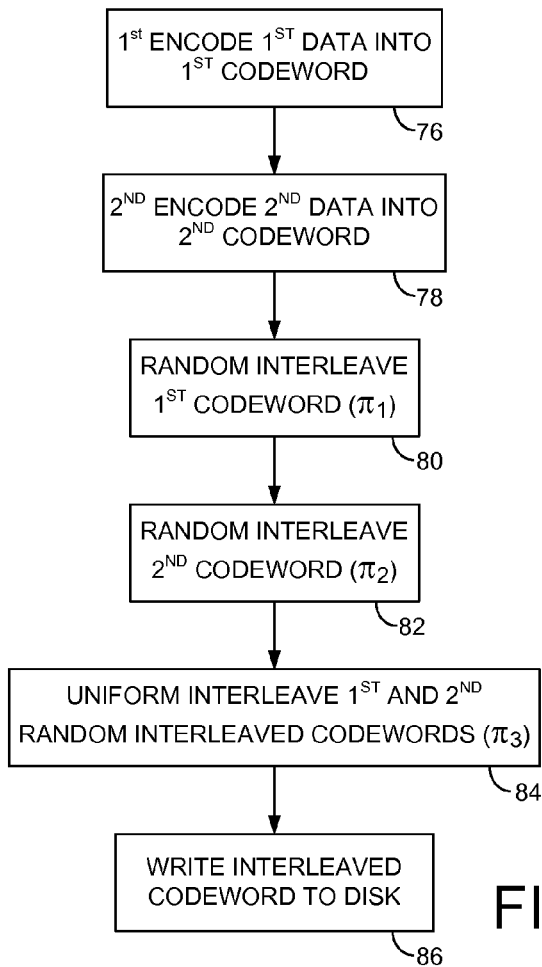 1st ENCODE 1ST DATA INTO
1ST CODEWORD
76
2ND ENCODE 2ND DATA INTO
2ND CODEWORD
78
RANDOM INTERLEAVE
1ST CODEWORD (π1)
80
RANDOM INTERLEAVE
2ND CODEWORD (π2)
82
UNIFORM INTERLEAVE 1ST AND 2ND
RANDOM INTERLEAVED CODEWORDS (π3)
84
WRITE INTERLEAVED
CODEWORD TO DISK
86
FI